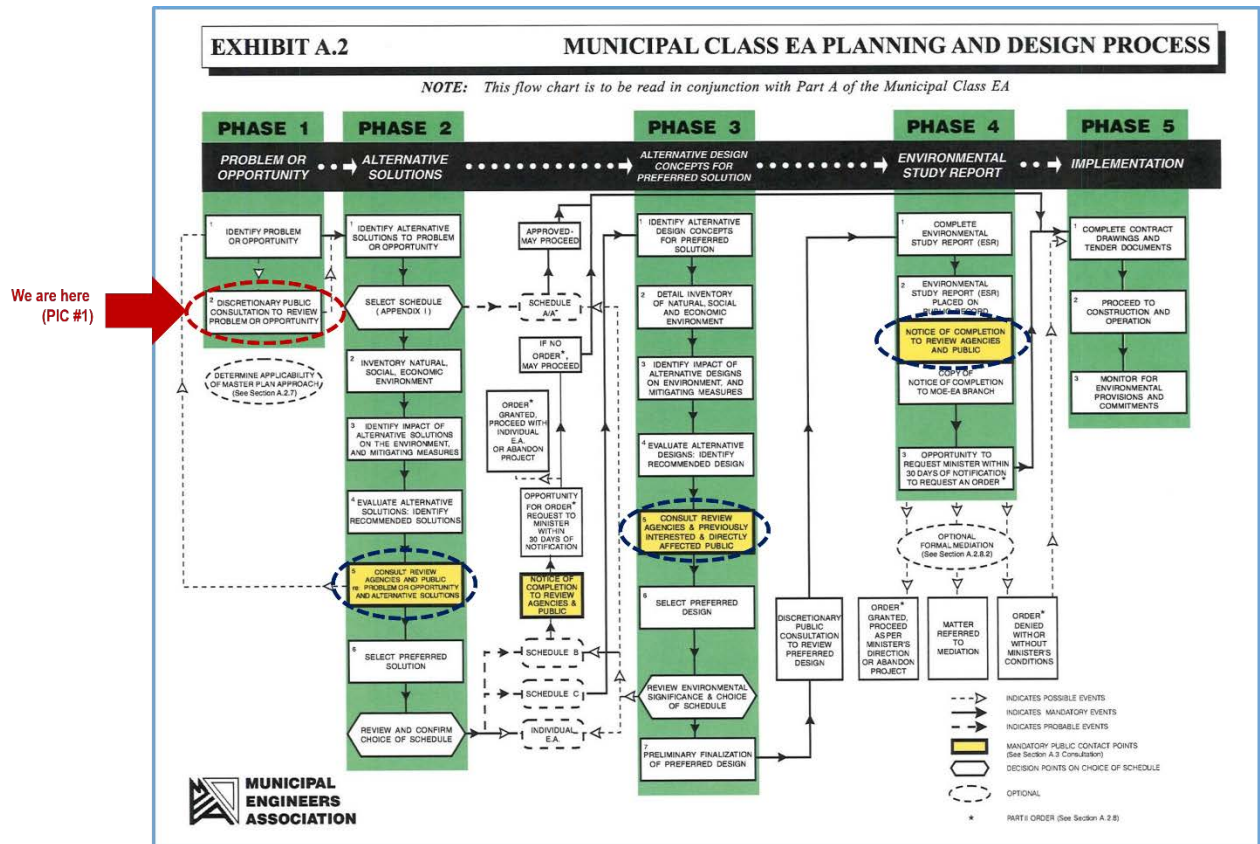 EXHIBIT A.2
MUNICIPAL CLASS EA PLANNING AND DESIGN PROCESS
NOTE: This flow chart is to be read in conjunction with Part A of the Municipal Class EA
We are here
(PIC #1)
PHASE 1
PROBLEM OR
OPPORTUNITY
1
IDENTIFY PROBLEM
OR OPPORTUNITY
2
DISCRETIONARY PUBLIC
CONSULTATION TO REVIEW
PROBLEM OR OPPORTUNITY
DETERMINE APPLICABILITY
OF MASTER PLAN APPROACH
(See Section A.2.7)
PHASE 2
ALTERNATIVE
SOLUTIONS
1
IDENTIFY ALTERNATIVE
SOLUTIONS TO PROBLEM
OR OPPORTUNITY
SELECT SCHEDULE
(APPENDIX I)
2
INVENTORY NATURAL,
SOCIAL, ECONOMIC
ENVIRONMENT
3
IDENTIFY IMPACT OF
ALTERNATIVE SOLUTIONS
ON THE ENVIRONMENT,
AND MITIGATING MEASURES
4
EVALUATE ALTERNATIVE
SOLUTIONS: IDENTIFY
RECOMMENDED SOLUTIONS
5
CONSULT REVIEW
AGENCIES AND PUBLIC
re: PROBLEM OR OPPORTUNITY
AND ALTERNATIVE SOLUTIONS
6
SELECT PREFERRED
SOLUTION
REVIEW AND CONFIRM
CHOICE OF SCHEDULE
APPROVED-
MAY PROCEED
SCHEDULE
A/A+
IF NO
ORDER*,
MAY PROCEED
ORDER*
GRANTED,
PROCEED WITH
INDIVIDUAL
E.A.
OR ABANDON
PROJECT
OPPORTUNITY
FOR ORDER*
REQUEST TO
MINISTER
WITHIN
30 DAYS OF
NOTIFICATION
NOTICE OF
COMPLETION
TO REVIEW
AGENCIES &
PUBLIC
SCHEDULE B
SCHEDULE C
INDIVIDUAL
E.A.
PHASE 3
ALTERNATIVE DESIGN
CONCEPTS FOR
PREFERRED SOLUTION
1
IDENTIFY ALTERNATIVE
DESIGN CONCEPTS
FOR PREFERRED
SOLUTION
2
DETAIL INVENTORY
OF NATURAL, SOCIAL
AND ECONOMIC
ENVIRONMENT
3
IDENTIFY IMPACT OF
ALTERNATIVE DESIGNS
ON ENVIRONMENT, AND
MITIGATING MEASURES
4
EVALUATE ALTERNATIVE
DESIGNS: IDENTIFY
RECOMMENDED DESIGN
5
CONSULT REVIEW
AGENCIES & PREVIOUSLY
INTERESTED & DIRECTLY
AFFECTED PUBLIC
6
SELECT PREFERRED
DESIGN
REVIEW ENVIRONMENTAL
SIGNIFICANCE & CHOICE
OF SCHEDULE
7
PRELIMINARY FINALIZATION
OF PREFERRED DESIGN
DISCRETIONARY
PUBLIC
CONSULTATION
TO REVIEW
PREFERRED
DESIGN
PHASE 4
ENVIRONMENTAL
STUDY REPORT
1
COMPLETE
ENVIRONMENTAL
STUDY REPORT (ESR)
2
ENVIRONMENTAL
STUDY REPORT (ESR)
PLACED ON
PUBLIC RECORD
NOTICE OF COMPLETION
TO REVIEW AGENCIES
AND PUBLIC
COPY OF
NOTICE OF COMPLETION
TO MOE-EA BRANCH
3
OPPORTUNITY TO
REQUEST MINISTER WITHIN
30 DAYS OF NOTIFICATION
TO REQUEST AN ORDER*
OPTIONAL
FORMAL MEDIATION
(See Section A.2.8.2)
ORDER*
GRANTED,
PROCEED
AS PER
MINISTER'S
DIRECTION
OR ABANDON
PROJECT
MATTER
REFERRED
TO
MEDIATION
ORDER*
DENIED
WITH OR
WITHOUT
MINISTER'S
CONDITIONS
PHASE 5
IMPLEMENTATION
1
COMPLETE CONTRACT
DRAWINGS AND
TENDER DOCUMENTS
2
PROCEED TO
CONSTRUCTION AND
OPERATION
3
MONITOR FOR
ENVIRONMENTAL
PROVISIONS AND
COMMITMENTS
INDICATES POSSIBLE EVENTS
INDICATES MANDATORY EVENTS
INDICATES PROBABLE EVENTS
MANDATORY PUBLIC CONTACT POINTS
(See Section A.3 Consultation)
DECISION POINTS ON CHOICE OF SCHEDULE
OPTIONAL
* PART II ORDER (See Section A.2.8)
MUNICIPAL
ENGINEERS
ASSOCIATION